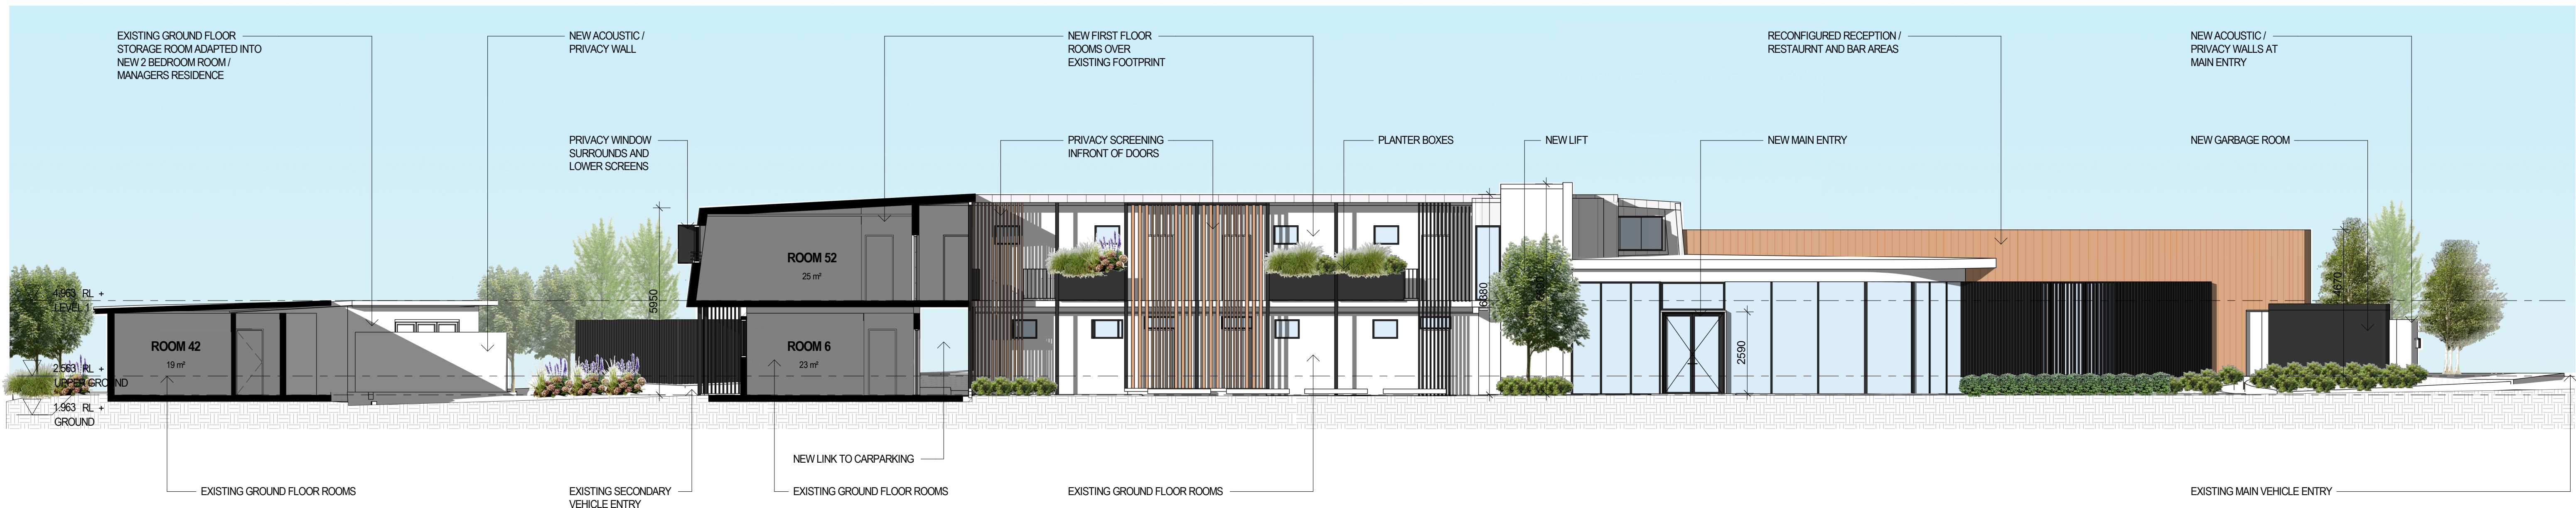 EXISTING GROUND FLOOR
STORAGE ROOM ADAPTED INTO
NEW 2 BEDROOM ROOM /
MANAGERS RESIDENCE
NEW ACOUSTIC /
PRIVACY WALL
NEW FIRST FLOOR
ROOMS OVER
EXISTING FOOTPRINT
RECONFIGURED RECEPTION /
RESTAURNT AND BAR AREAS
NEW ACOUSTIC /
PRIVACY WALLS AT
MAIN ENTRY
PRIVACY WINDOW
SURROUNDS AND
LOWER SCREENS
PRIVACY SCREENING
INFRONT OF DOORS
PLANTER BOXES
NEW LIFT
NEW MAIN ENTRY
NEW GARBAGE ROOM
ROOM 52
25 m²
4.963 RL +
LEVEL 1
5950
4670
ROOM 42
19 m²
ROOM 6
23 m²
2590
2.563 RL +
UPPER GROUND
1.963 RL +
GROUND
NEW LINK TO CARPARKING
EXISTING GROUND FLOOR ROOMS
EXISTING SECONDARY
VEHICLE ENTRY
EXISTING GROUND FLOOR ROOMS
EXISTING GROUND FLOOR ROOMS
EXISTING MAIN VEHICLE ENTRY